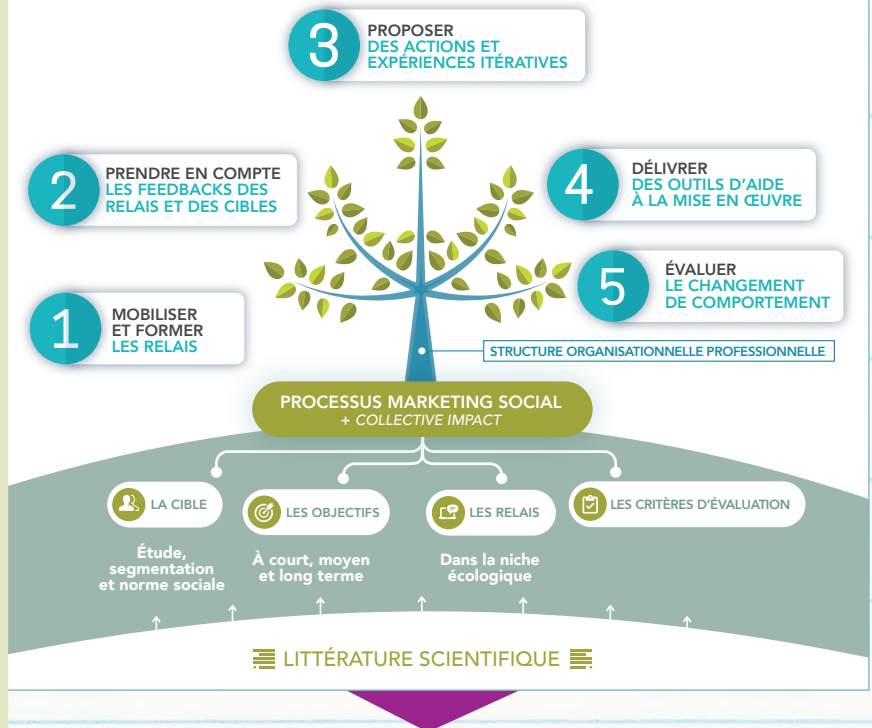 3
PROPOSER
DES ACTIONS ET
EXPÉRIENCES ITÉRATIVES
2
PRENDRE EN COMPTE
LES FEEDBACKS DES
RELAIS ET DES CIBLES
4
DÉLIVRER
DES OUTILS D'AIDE
À LA MISE EN ŒUVRE
1
MOBILISER
ET FORMER
LES RELAIS
5
ÉVALUER
LE CHANGEMENT
DE COMPORTEMENT
STRUCTURE ORGANISATIONNELLE PROFESSIONNELLE
PROCESSUS MARKETING SOCIAL
+ COLLECTIVE IMPACT
LA CIBLE
Étude,
segmentation
et norme sociale
LES OBJECTIFS
À court, moyen
et long terme
LES RELAIS
Dans la niche
écologique
LES CRITÈRES D'ÉVALUATION
LITTÉRATURE SCIENTIFIQUE